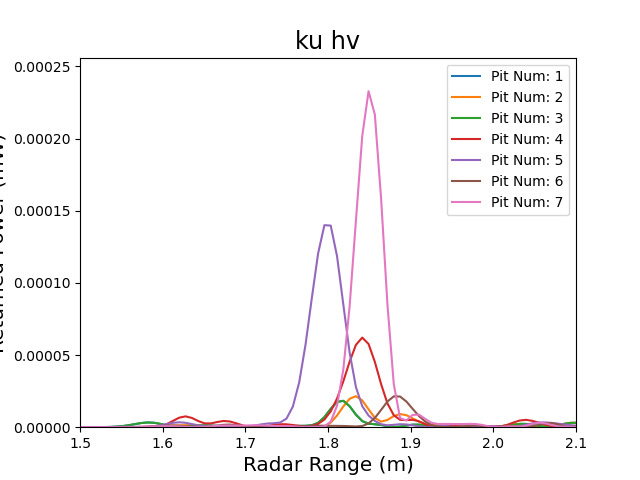 ku hv
0.00025
0.00020
0.00015
0.00010
0.00005
0.00000
1.5 1.6 1.7 1.8 1.9 2.0 2.1
Radar Range (m)
Pit Num: 1
Pit Num: 2
Pit Num: 3
Pit Num: 4
Pit Num: 5
Pit Num: 6
Pit Num: 7